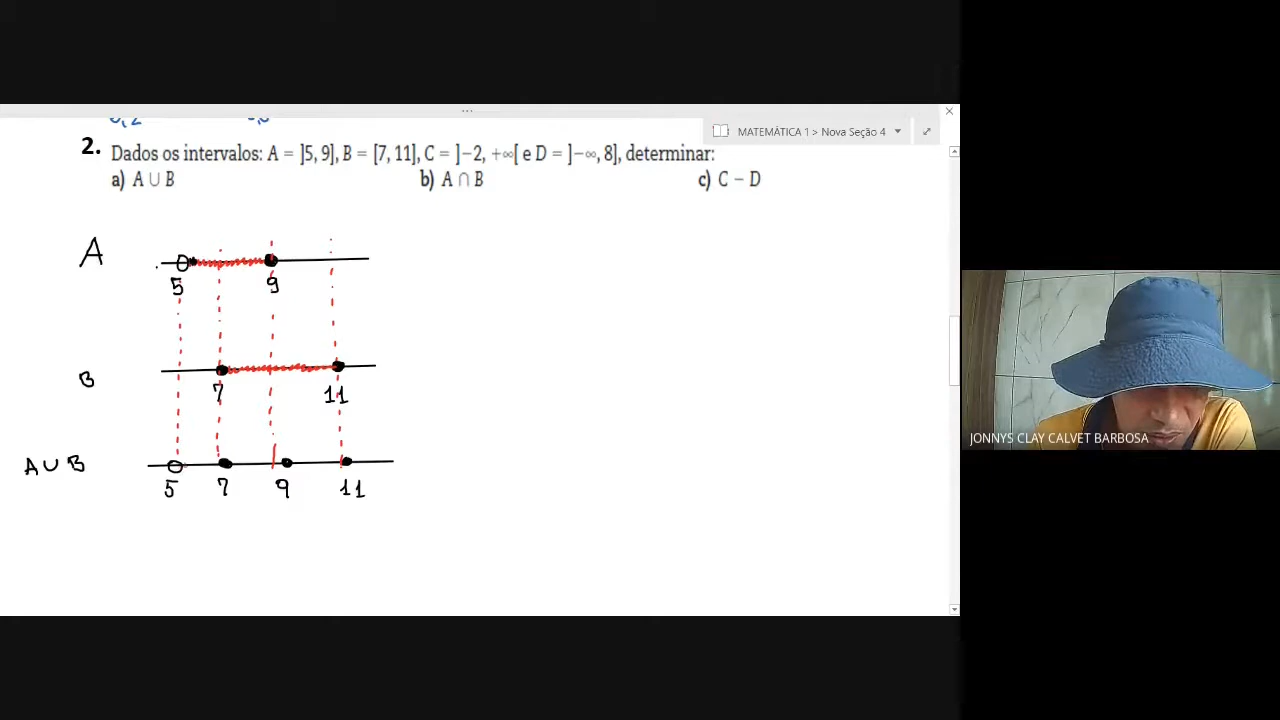 MATEMÁTICA 1 > Nova Seção 4
2. Dados os intervalos: A = ]5, 9], B = [7, 11], C = ]−2, +∞[ e D = ]−∞, 8], determinar:
a) A ∪ B b) A ∩ B c) C − D
A
5 9
B
7 11
A ∪ B
5 7 9 11
JONNYS CLAY CALVET BARBOSA